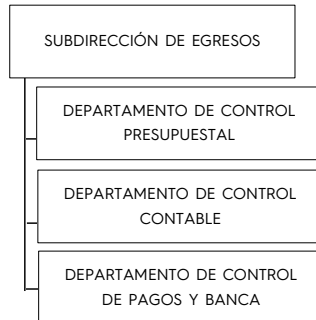 SUBDIRECCIÓN DE EGRESOS
DEPARTAMENTO DE CONTROL
PRESUPUESTAL
DEPARTAMENTO DE CONTROL
CONTABLE
DEPARTAMENTO DE CONTROL
DE PAGOS Y BANCA